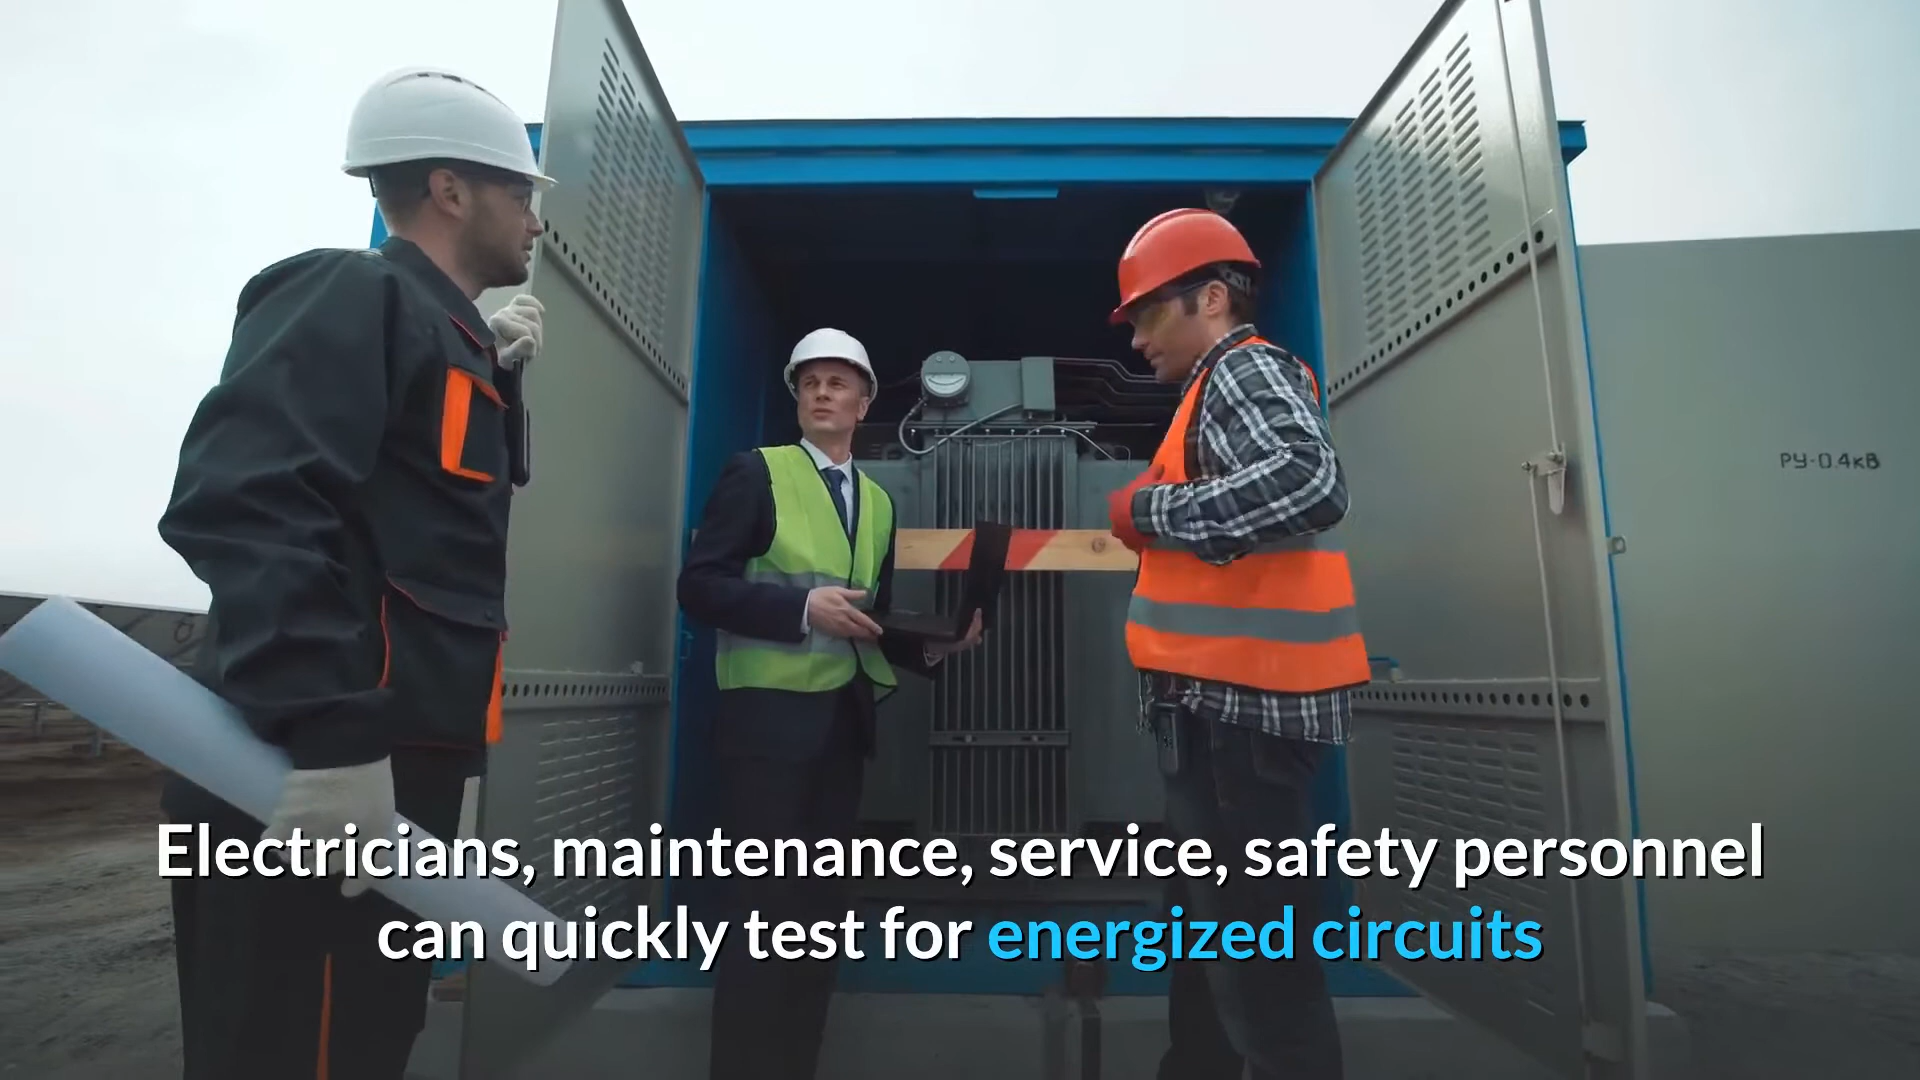 РУ-0.4кВ
Electricians, maintenance, service, safety personnel
can quickly test for energized circuits